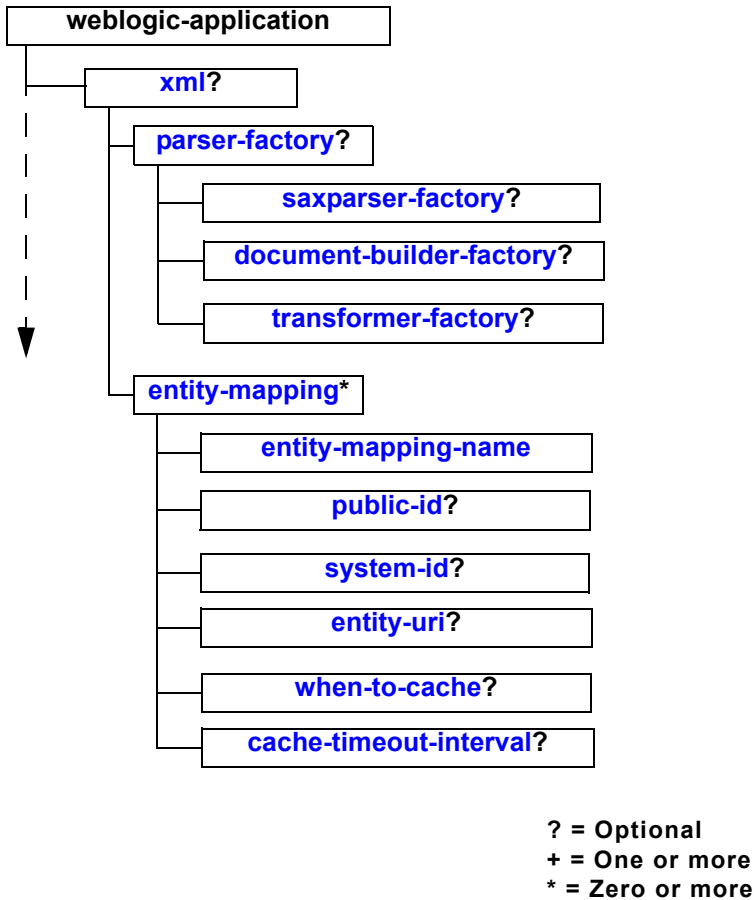 weblogic-application
xml?
parser-factory?
saxparser-factory?
document-builder-factory?
transformer-factory?
entity-mapping*
entity-mapping-name
public-id?
system-id?
entity-uri?
when-to-cache?
cache-timeout-interval?
? = Optional
+ = One or more
* = Zero or more